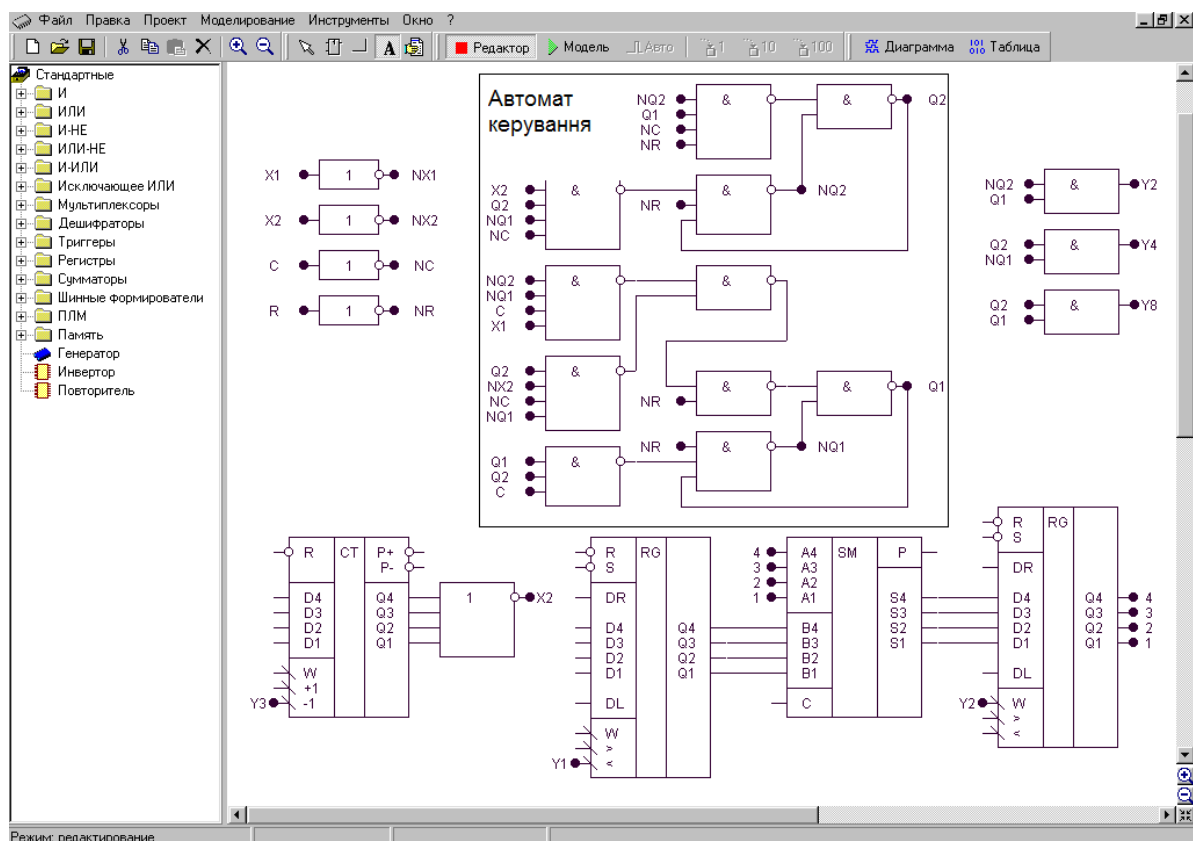 Файл Правка Проект Моделирование Инструменты Окно ?
Редактор Модель Авто 1 10 100 Диаграмма Таблица
Стандартные
И
ИЛИ
И-НЕ
ИЛИ-НЕ
И-ИЛИ
Исключающее ИЛИ
Мультиплексоры
Дешифраторы
Триггеры
Регистры
Сумматоры
Шинные формирователи
ПЛМ
Память
Генератор
Инвертор
Повторитель
X1 1 NX1
X2 1 NX2
C 1 NC
R 1 NR
Автомат
керування
NQ2 & & Q2
Q1
NC
NR
X2 & & NQ2
Q2 NR
NQ1
NC
NQ2 & &
NQ1
C
X1
Q2 & & & Q1
NX2
NC NR
NQ1
NR & NQ1
Q1 &
Q2
C
NQ2 & Y2
Q1
Q2 & Y4
NQ1
Q2 & Y8
Q1
R CT P+
P-
D4 Q4 1 X2
D3 Q3
D2 Q2
D1 Q1
W
+1
Y3 -1
R RG
S
DR
D4 Q4
D3 Q3
D2 Q2
D1 Q1
DL
W
>
Y1 <
4 A4 SM P
3 A3
2 A2
1 A1
S4
S3
B4 S2
B3 S1
B2
B1
C
R RG
S
DR
D4 Q4 4
D3 Q3 3
D2 Q2 2
D1 Q1 1
DL
Y2 W
>
<
Режим: редактирование